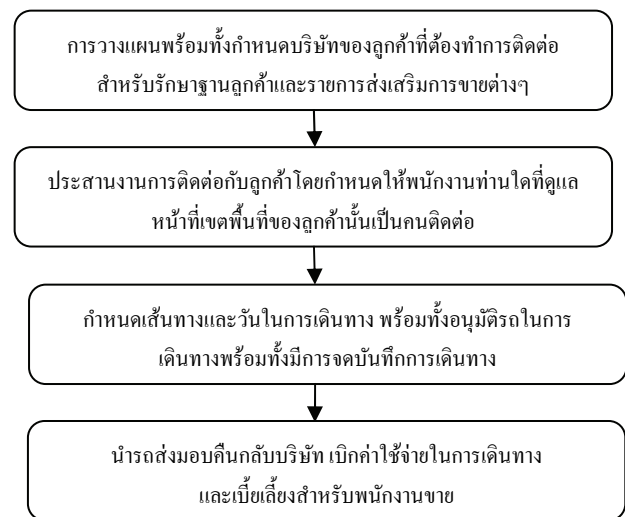 การวางแผนพร้อมทั้งกำหนดบริษัทของลูกค้าที่ต้องทำการติดต่อ
สำหรับรักษาฐานลูกค้าและรายการส่งเสริมการขายต่างๆ
ประสานงานการติดต่อกับลูกค้าโดยกำหนดให้พนักงานท่านใดที่ดูแล
หน้าที่เขตพื้นที่ของลูกค้านั้นเป็นคนติดต่อ
กำหนดเส้นทางและวันในการเดินทาง พร้อมทั้งอนุมัติรถในการ
เดินทางพร้อมทั้งมีการจดบันทึกการเดินทาง
นำรถส่งมอบคืนกลับบริษัท เบิกค่าใช้จ่ายในการเดินทาง
และเบี้ยเลี้ยงสำหรับพนักงานขาย